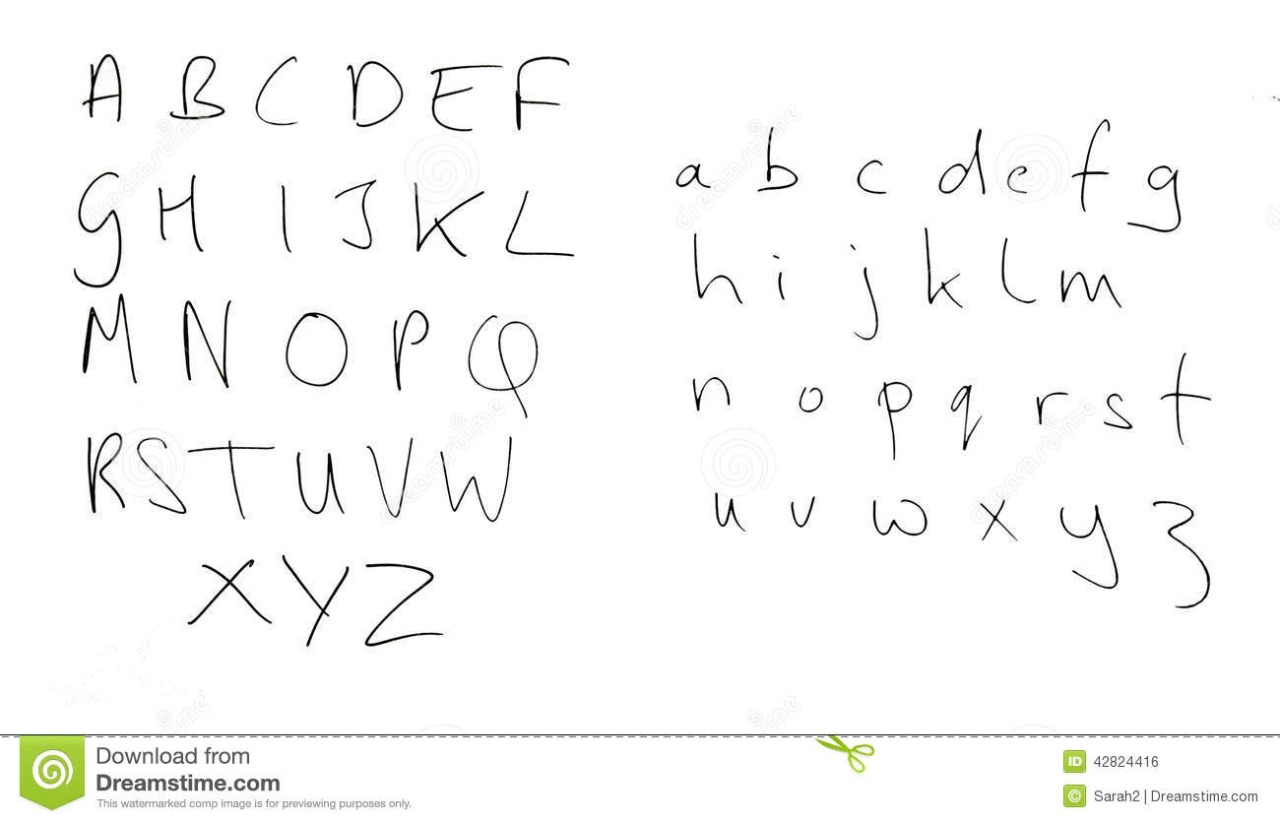 A B C D E F
G H I J K L
M N O P Q
R S T U V W
X Y Z
a b c d e f g
h i j k l m
n o p q r s t
u v w x y z
Download from
Dreamstime.com
This watermarked comp image is for previewing purposes only.
ID 42824416
© Sarah2 | Dreamstime.com